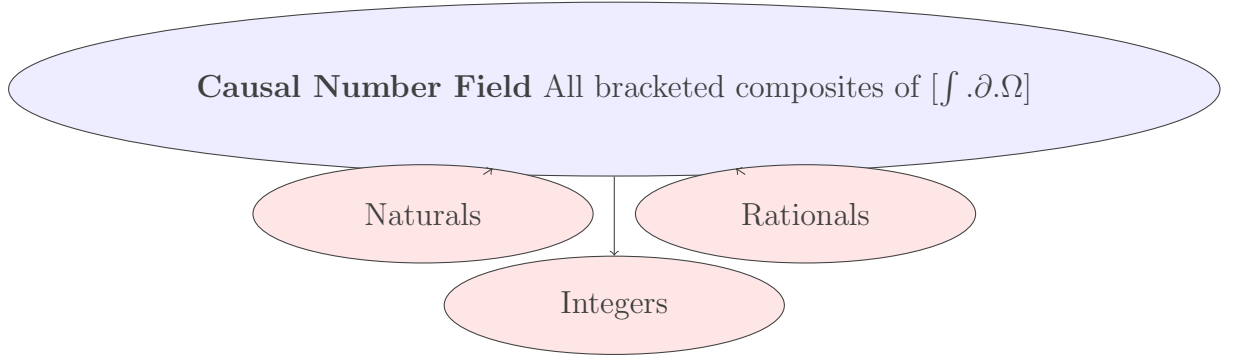 Causal Number Field All bracketed composites of [∫ .∂.Ω]
Naturals
Rationals
Integers